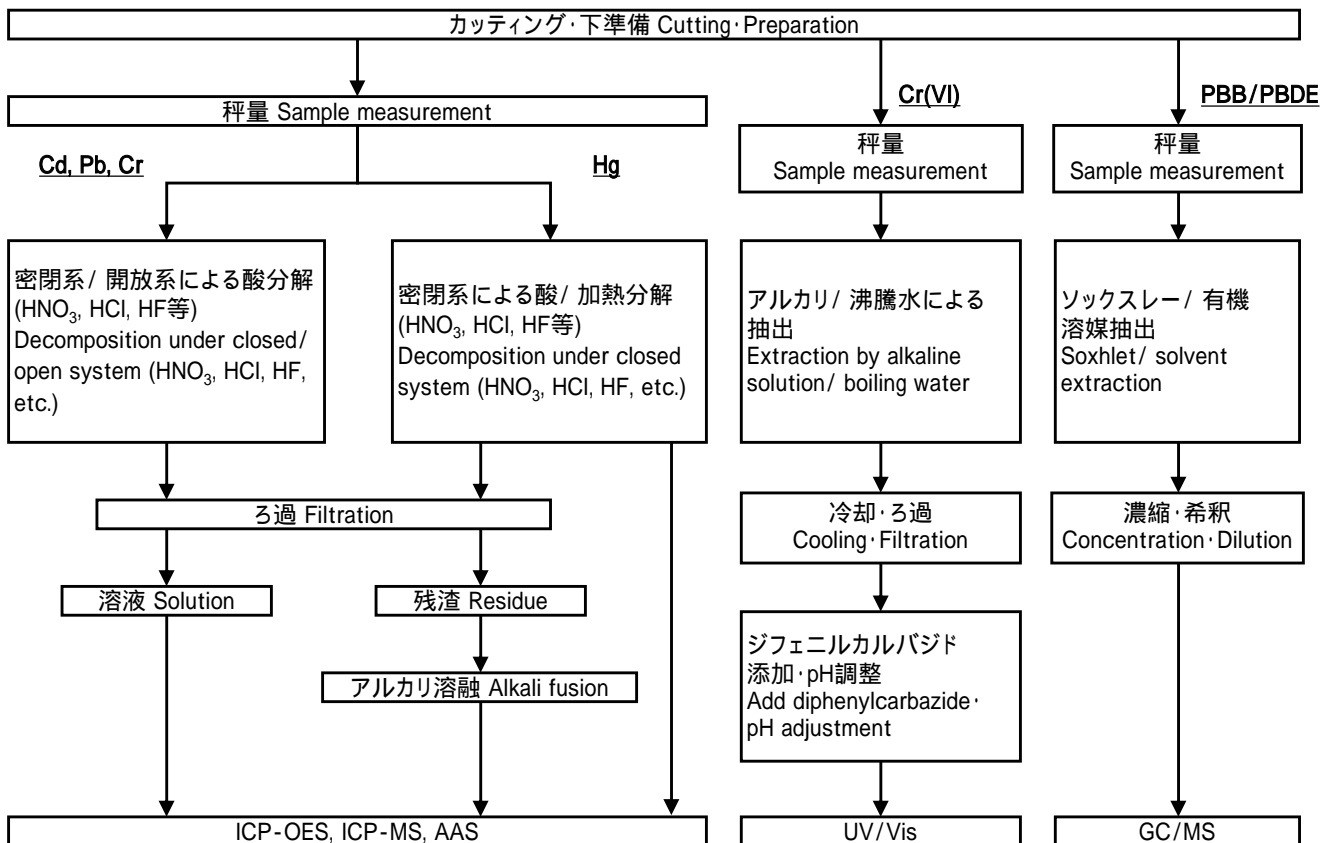 カッティング･下準備 Cutting･Preparation
秤量 Sample measurement
Cd, Pb, Cr
Hg
密閉系/ 開放系による酸分解
(HNO₃, HCl, HF等)
Decomposition under closed/
open system (HNO₃, HCl, HF,
etc.)
密閉系による酸/ 加熱分解
(HNO₃, HCl, HF等)
Decomposition under closed
system (HNO₃, HCl, HF, etc.)
ろ過 Filtration
溶液 Solution
残渣 Residue
アルカリ溶融 Alkali fusion
ICP-OES, ICP-MS, AAS
Cr(VI)
秤量
Sample measurement
アルカリ/ 沸騰水による
抽出
Extraction by alkaline
solution/ boiling water
冷却･ろ過
Cooling･Filtration
ジフェニルカルバジド
添加･pH調整
Add diphenylcarbazide･
pH adjustment
UV/Vis
PBB/PBDE
秤量
Sample measurement
ソックスレー/ 有機
溶媒抽出
Soxhlet/ solvent
extraction
濃縮･希釈
Concentration･Dilution
GC/MS